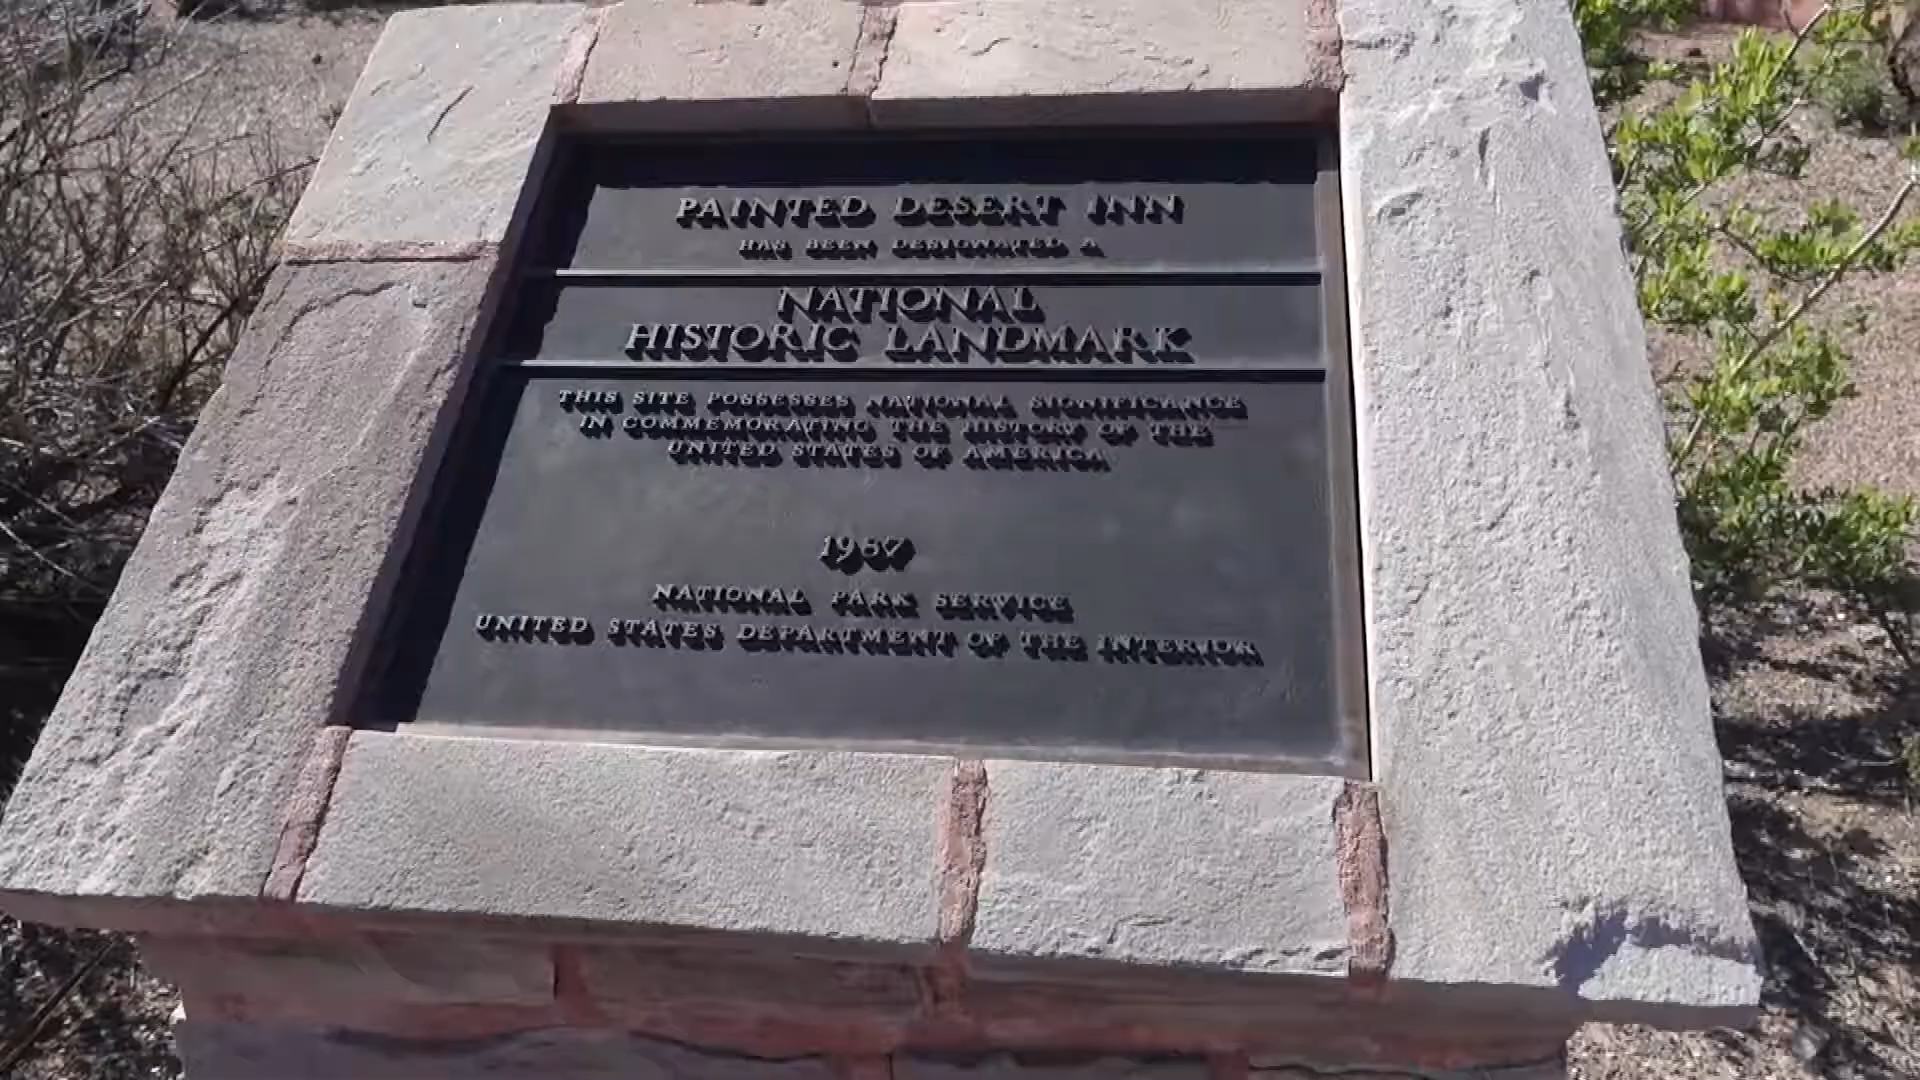 PAINTED DESERT INN
HAS BEEN DESIGNATED A
NATIONAL
HISTORIC LANDMARK
THIS SITE POSSESSES NATIONAL SIGNIFICANCE
IN COMMEMORATING THE HISTORY OF THE
UNITED STATES OF AMERICA
1987
NATIONAL PARK SERVICE
UNITED STATES DEPARTMENT OF THE INTERIOR